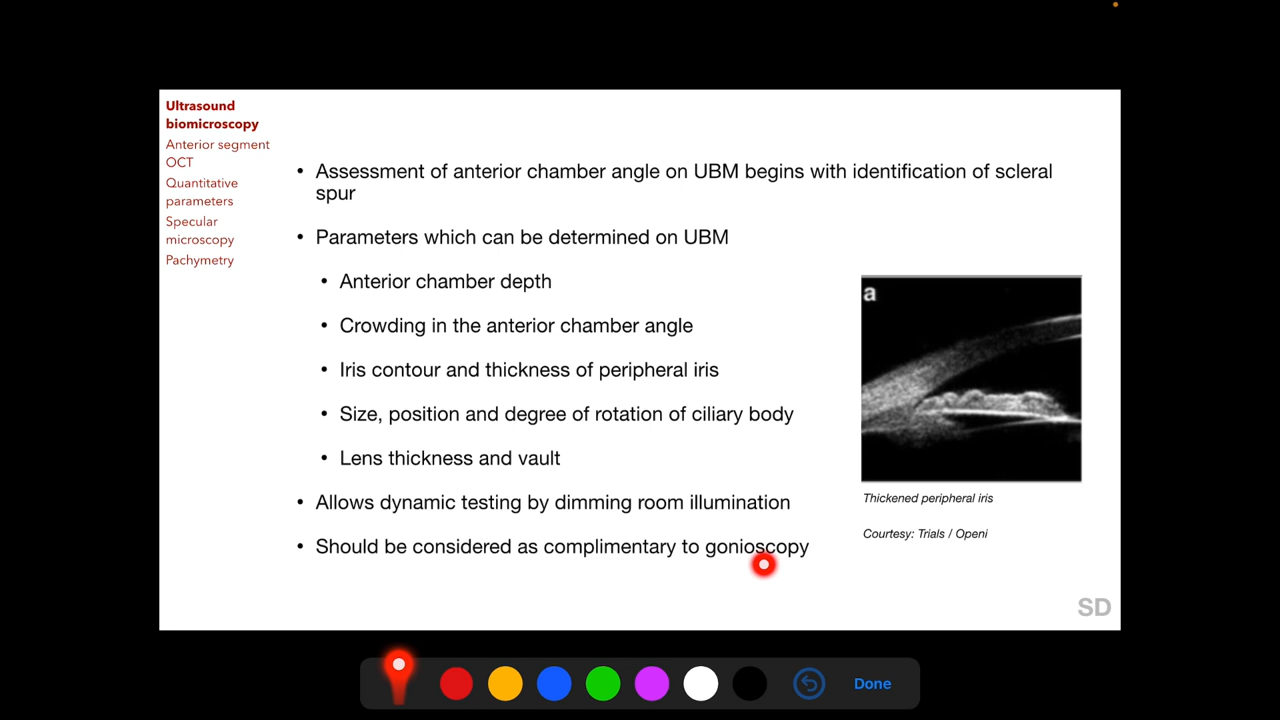 Ultrasound
biomicroscopy
Anterior segment
OCT
Quantitative
parameters
Specular
microscopy
Pachymetry
• Assessment of anterior chamber angle on UBM begins with identification of scleral
spur
• Parameters which can be determined on UBM
• Anterior chamber depth
• Crowding in the anterior chamber angle
• Iris contour and thickness of peripheral iris
• Size, position and degree of rotation of ciliary body
• Lens thickness and vault
• Allows dynamic testing by dimming room illumination
• Should be considered as complimentary to gonioscopy
a
Thickened peripheral iris
Courtesy: Trials / Openi
SD
Done